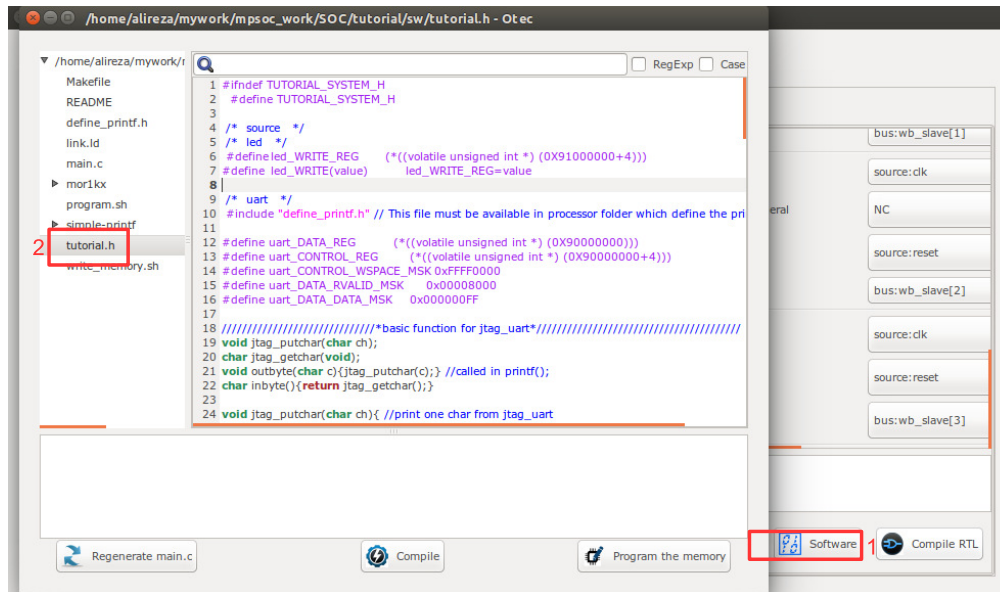 /home/alireza/mywork/mpsoc_work/SOC/tutorial/sw/tutorial.h - Otec
/home/alireza/mywork/r
Makefile
README
define_printf.h
link.ld
main.c
mor1kx
program.sh
simple-printf
2
tutorial.h
write_memory.sh
RegExp
Case
1 #ifndef TUTORIAL_SYSTEM_H
2 #define TUTORIAL_SYSTEM_H
3
4 /* source */
5 /* led */
6 #define led_WRITE_REG (*((volatile unsigned int *) (0X91000000+4)))
7 #define led_WRITE(value) led_WRITE_REG=value
8
9 /* uart */
10 #include "define_printf.h" // This file must be available in processor folder which define the pri
11
12 #define uart_DATA_REG (*((volatile unsigned int *) (0X90000000)))
13 #define uart_CONTROL_REG (*((volatile unsigned int *) (0X90000000+4)))
14 #define uart_CONTROL_WSPACE_MSK 0xFFFF0000
15 #define uart_DATA_RVALID_MSK 0x00008000
16 #define uart_DATA_DATA_MSK 0x000000FF
17
18 //////////////////////////////*basic function for jtag_uart*////////////////////////////////////////
19 void jtag_putchar(char ch);
20 char jtag_getchar(void);
21 void outbyte(char c){jtag_putchar(c);} //called in printf();
22 char inbyte(){return jtag_getchar();}
23
24 void jtag_putchar(char ch){ //print one char from jtag_uart
Regenerate main.c
Compile
Program the memory
bus:wb_slave[1]
source:clk
eral
NC
source:reset
bus:wb_slave[2]
source:clk
source:reset
bus:wb_slave[3]
Software
1
Compile RTL